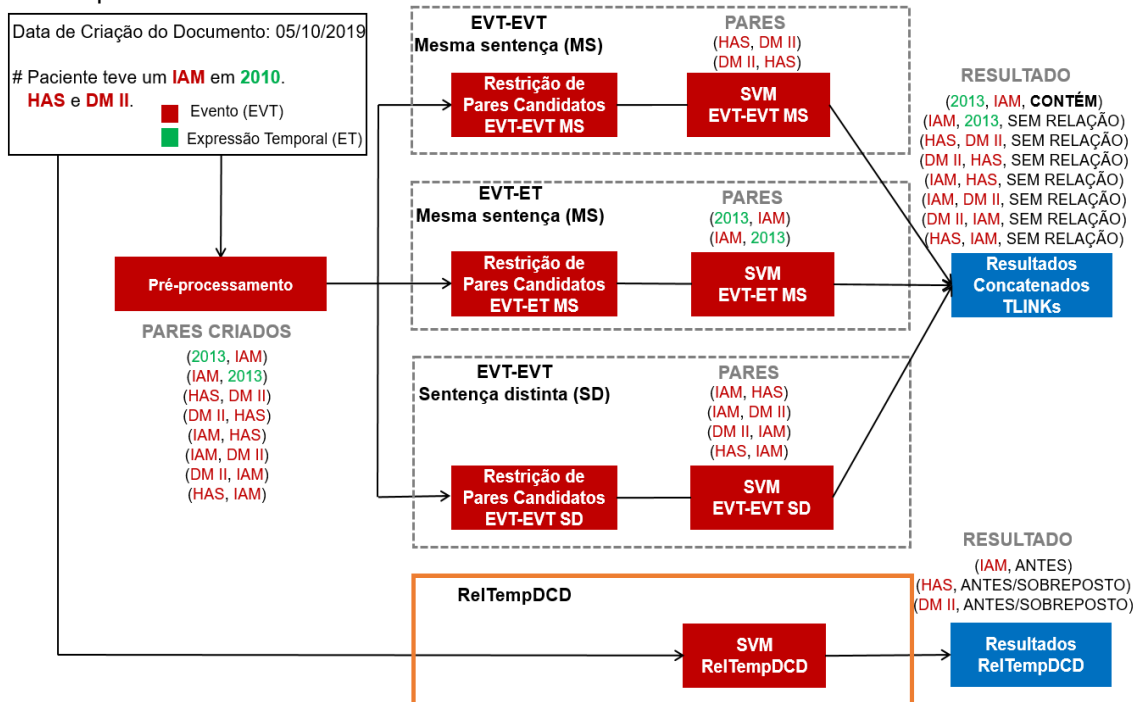 Data de Criação do Documento: 05/10/2019
# Paciente teve um IAM em 2010.
HAS e DM II.
Evento (EVT)
Expressão Temporal (ET)
Pré-processamento
PARES CRIADOS
(2013, IAM)
(IAM, 2013)
(HAS, DM II)
(DM II, HAS)
(IAM, HAS)
(IAM, DM II)
(DM II, IAM)
(HAS, IAM)
EVT-EVT
Mesma sentença (MS)
Restrição de
Pares Candidatos
EVT-EVT MS
PARES
(HAS, DM II)
(DM II, HAS)
SVM
EVT-EVT MS
EVT-ET
Mesma sentença (MS)
Restrição de
Pares Candidatos
EVT-ET MS
PARES
(2013, IAM)
(IAM, 2013)
SVM
EVT-ET MS
EVT-EVT
Sentença distinta (SD)
Restrição de
Pares Candidatos
EVT-EVT SD
PARES
(IAM, HAS)
(IAM, DM II)
(DM II, IAM)
(HAS, IAM)
SVM
EVT-EVT SD
RESULTADO
(2013, IAM, CONTÉM)
(IAM, 2013, SEM RELAÇÃO)
(HAS, DM II, SEM RELAÇÃO)
(DM II, HAS, SEM RELAÇÃO)
(IAM, HAS, SEM RELAÇÃO)
(IAM, DM II, SEM RELAÇÃO)
(DM II, IAM, SEM RELAÇÃO)
(HAS, IAM, SEM RELAÇÃO)
Resultados
Concatenados
TLINKs
RelTempDCD
SVM
RelTempDCD
RESULTADO
(IAM, ANTES)
(HAS, ANTES/SOBREPOSTO)
(DM II, ANTES/SOBREPOSTO)
Resultados
RelTempDCD